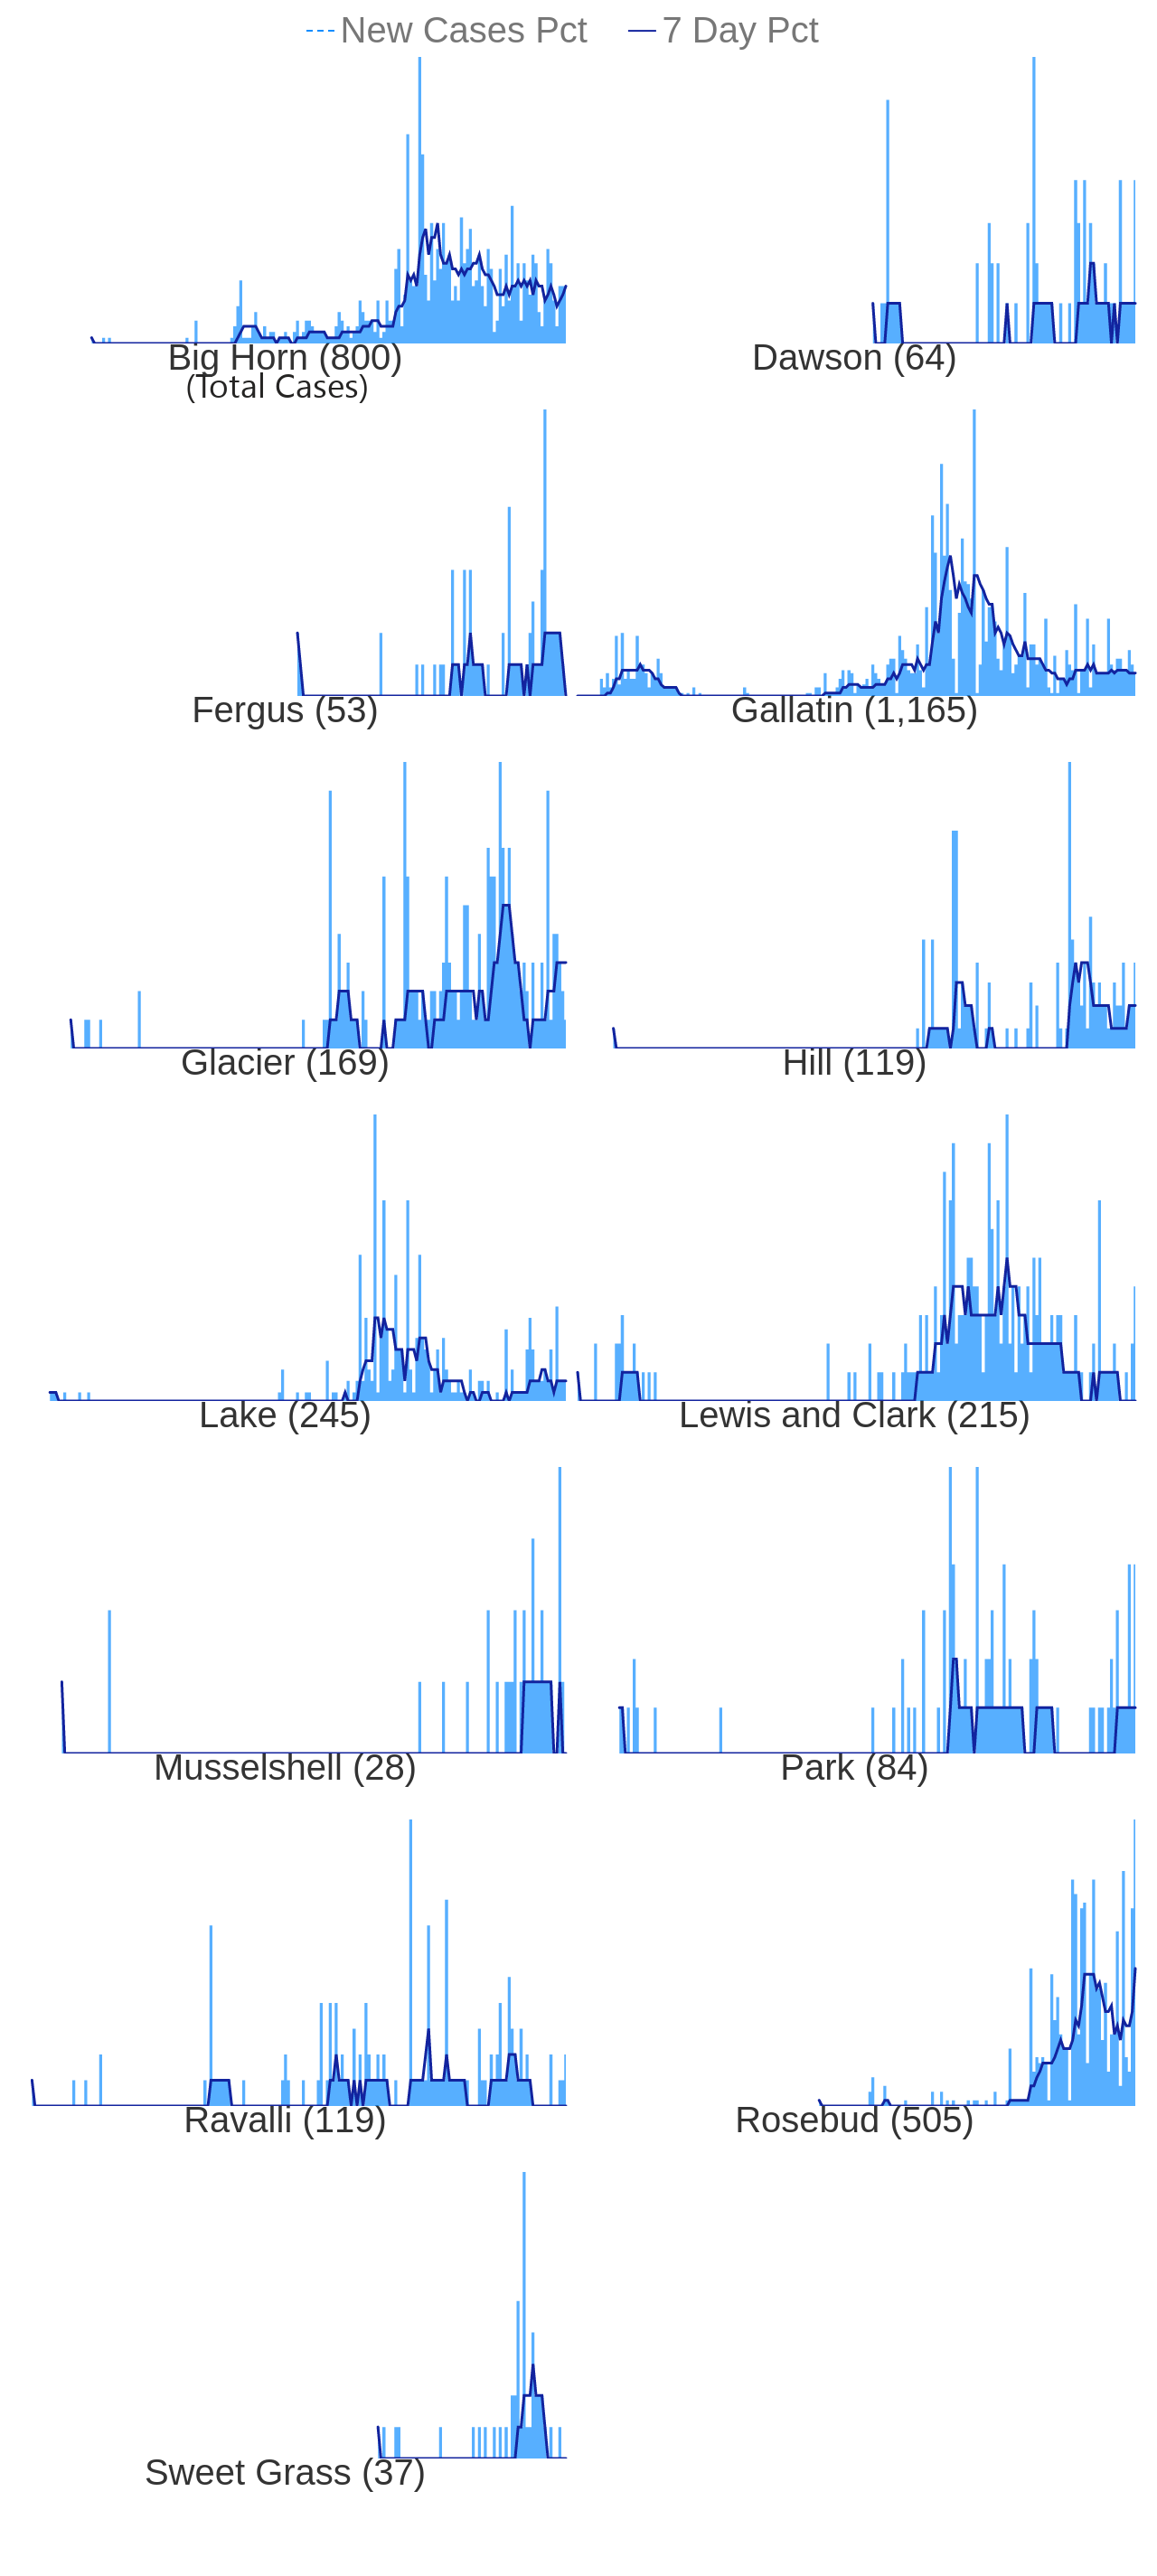 New Cases Pct 7 Day Pct
Big Horn (800) Dawson (64)
(Total Cases)
Fergus (53) Gallatin (1,165)
Glacier (169) Hill (119)
Lake (245) Lewis and Clark (215)
Musselshell (28) Park (84)
Ravalli (119) Rosebud (505)
Sweet Grass (37)